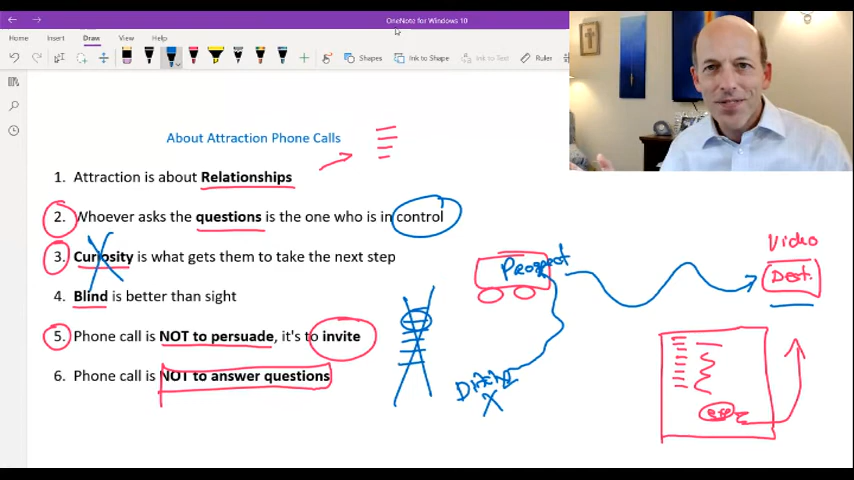 OneNote for Windows 10
Home Insert Draw View Help
Shapes Ink to Shape Ink to Text Ruler
About Attraction Phone Calls
1. Attraction is about Relationships
2. Whoever asks the questions is the one who is in control
3. Curiosity is what gets them to take the next step
4. Blind is better than sight
5. Phone call is NOT to persuade, it's to invite
6. Phone call is NOT to answer questions
Video
Prospect
Dest.
Ditch